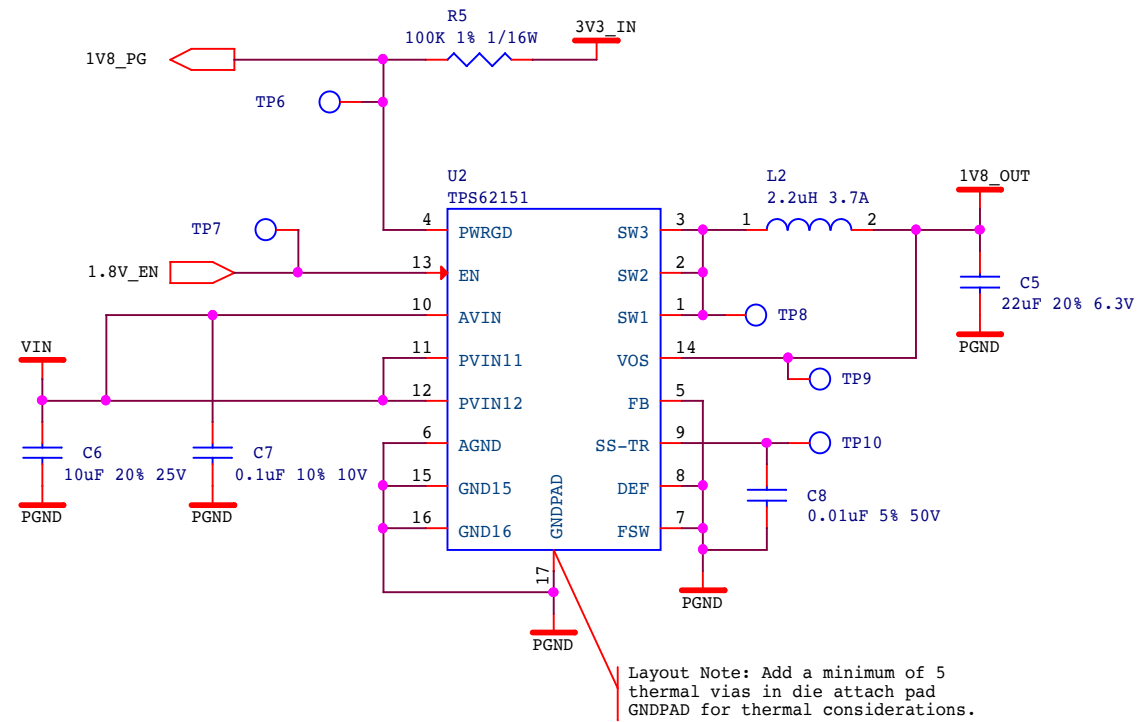 R5
100K 1% 1/16W
3V3_IN
1V8_PG
TP6
U2
TPS62151
L2
2.2uH 3.7A
1V8_OUT
TP7
4 PWRGD
SW3 3
1 2
1.8V_EN
13 EN
SW2 2
C5
22uF 20% 6.3V
10 AVIN
SW1 1
TP8
PGND
VIN
11 PVIN11
VOS 14
TP9
12 PVIN12
FB 5
C6
10uF 20% 25V
C7
0.1uF 10% 10V
6 AGND
SS-TR 9
TP10
15 GND15
DEF 8
C8
0.01uF 5% 50V
PGND
PGND
16 GND16
GNDPAD
FSW 7
17
PGND
PGND
Layout Note: Add a minimum of 5
thermal vias in die attach pad
GNDPAD for thermal considerations.